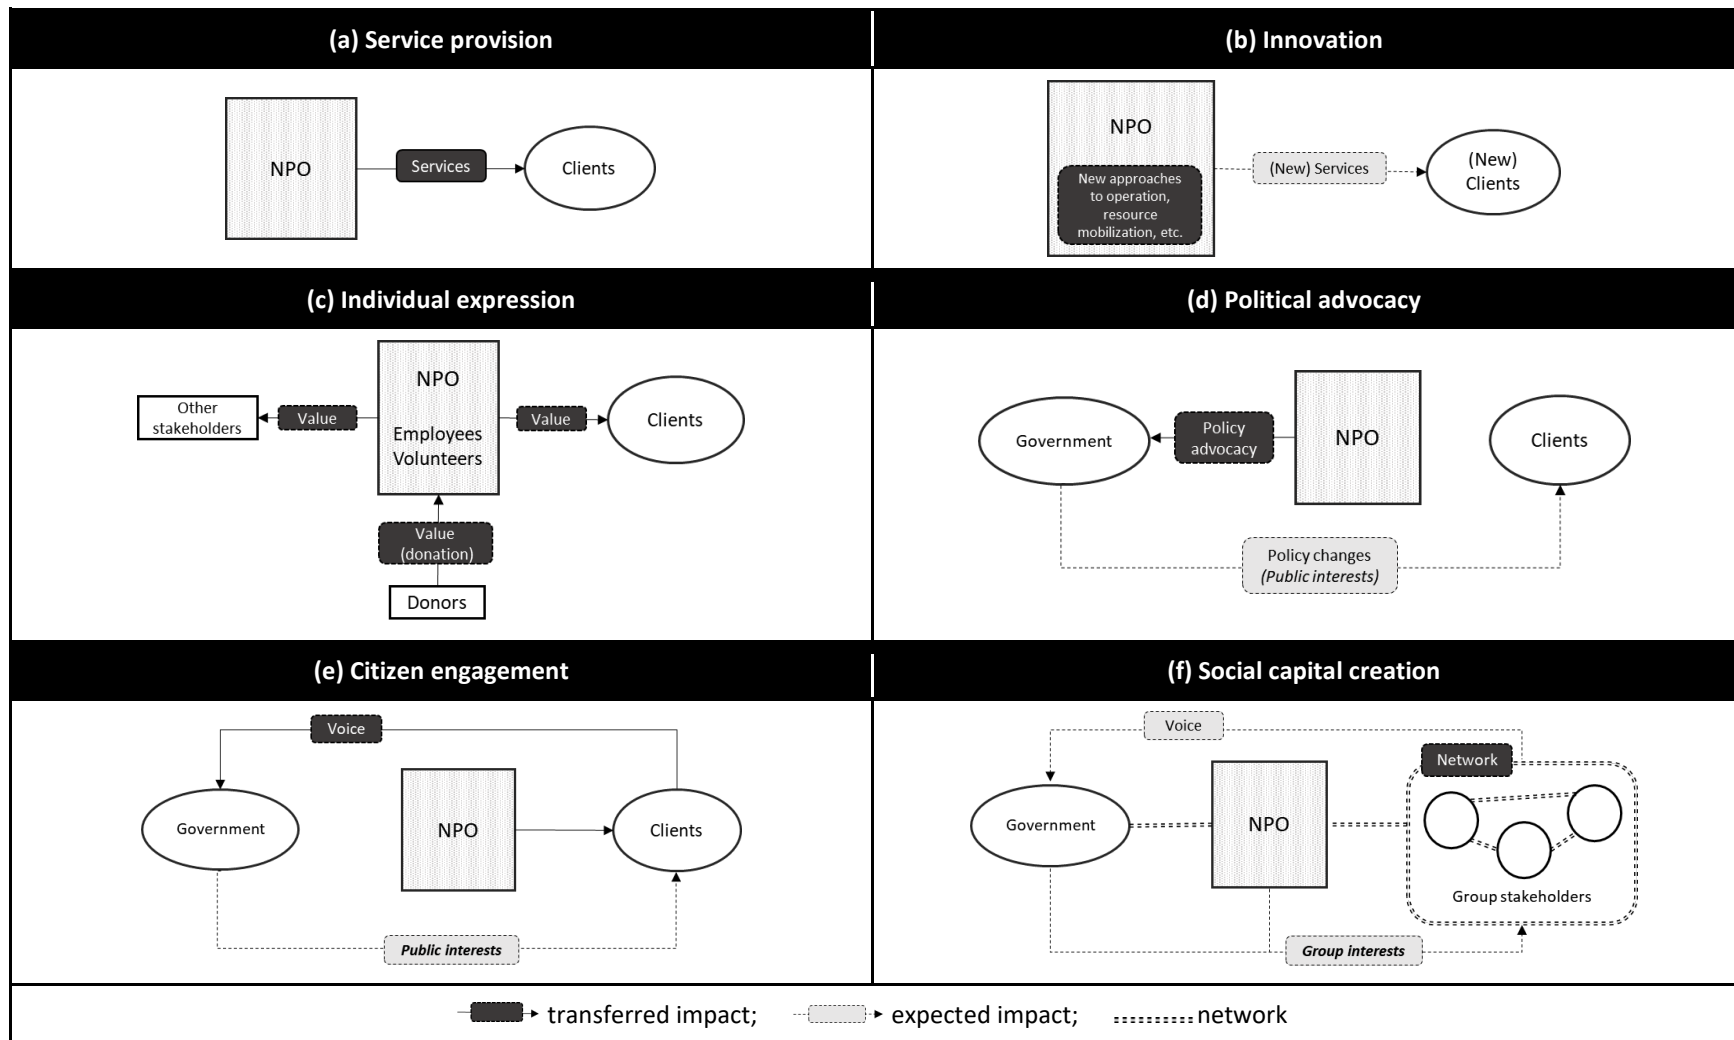 (a) Service provision
NPO
Services
Clients
(b) Innovation
NPO
New approaches
to operation,
resource
mobilization, etc.
(New) Services
(New)
Clients
(c) Individual expression
Other
stakeholders
Value
NPO
Employees
Volunteers
Value
Clients
Value
(donation)
Donors
(d) Political advocacy
Government
Policy
advocacy
NPO
Clients
Policy changes
(Public interests)
(e) Citizen engagement
Voice
Government
NPO
Clients
Public interests
(f) Social capital creation
Voice
Network
Government
NPO
Group stakeholders
Group interests
transferred impact;
expected impact;
network